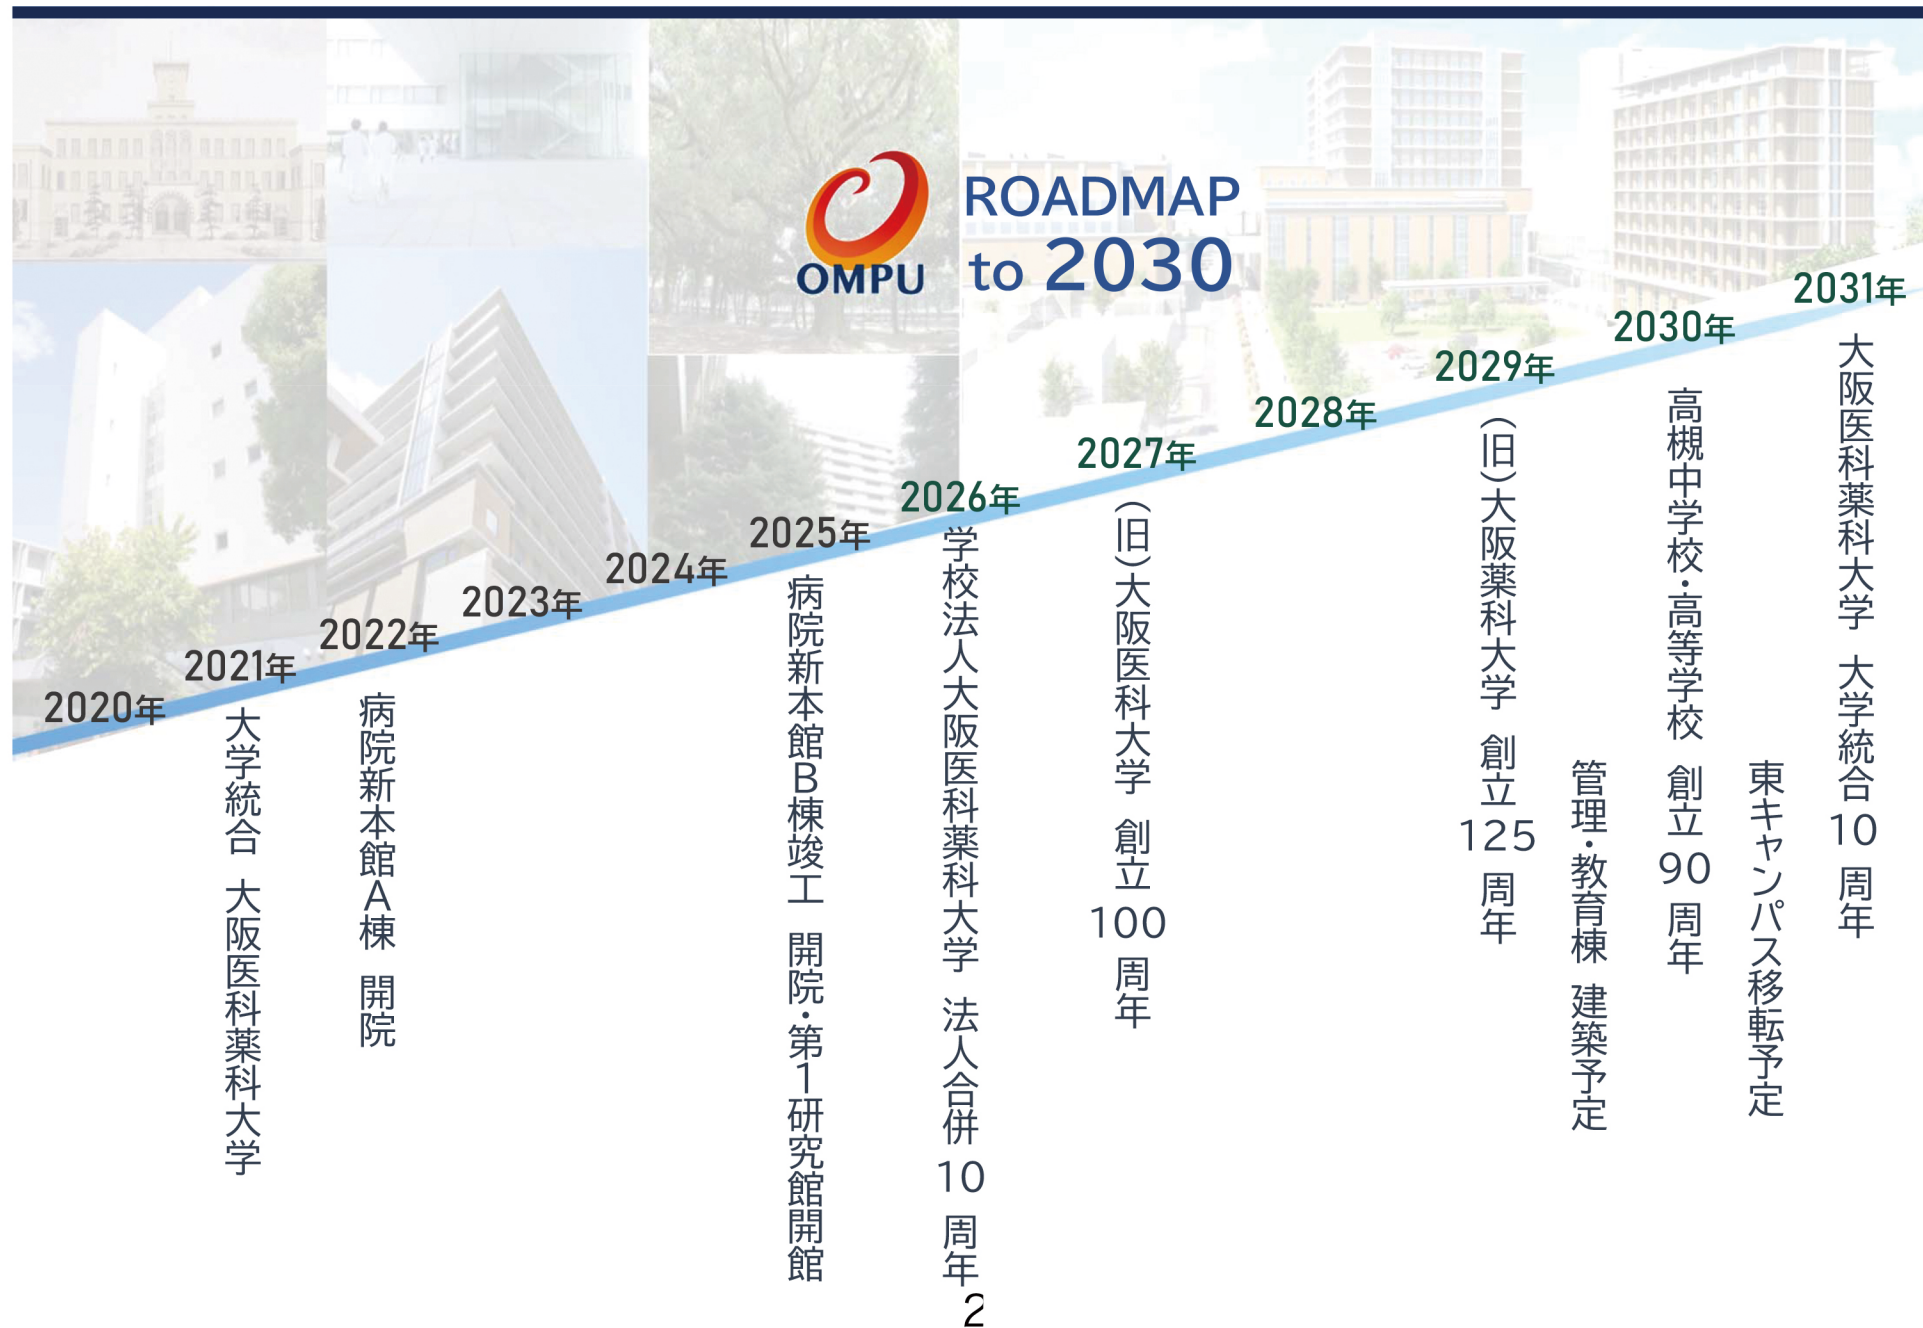 OMPU
ROADMAP
to 2030
2020年
2021年
大学統合 大阪医科薬科大学
2022年
病院新本館A棟 開院
2023年
2024年
2025年
病院新本館B棟竣工 開院・第1研究館開館
2026年
学校法人大阪医科薬科大学 法人合併10周年
2027年
(旧)大阪医科大学 創立100周年
2028年
2029年
(旧)大阪薬科大学 創立125周年
管理・教育棟 建築予定
2030年
高槻中学校・高等学校 創立90周年
東キャンパス移転予定
2031年
大阪医科薬科大学 大学統合10周年
2